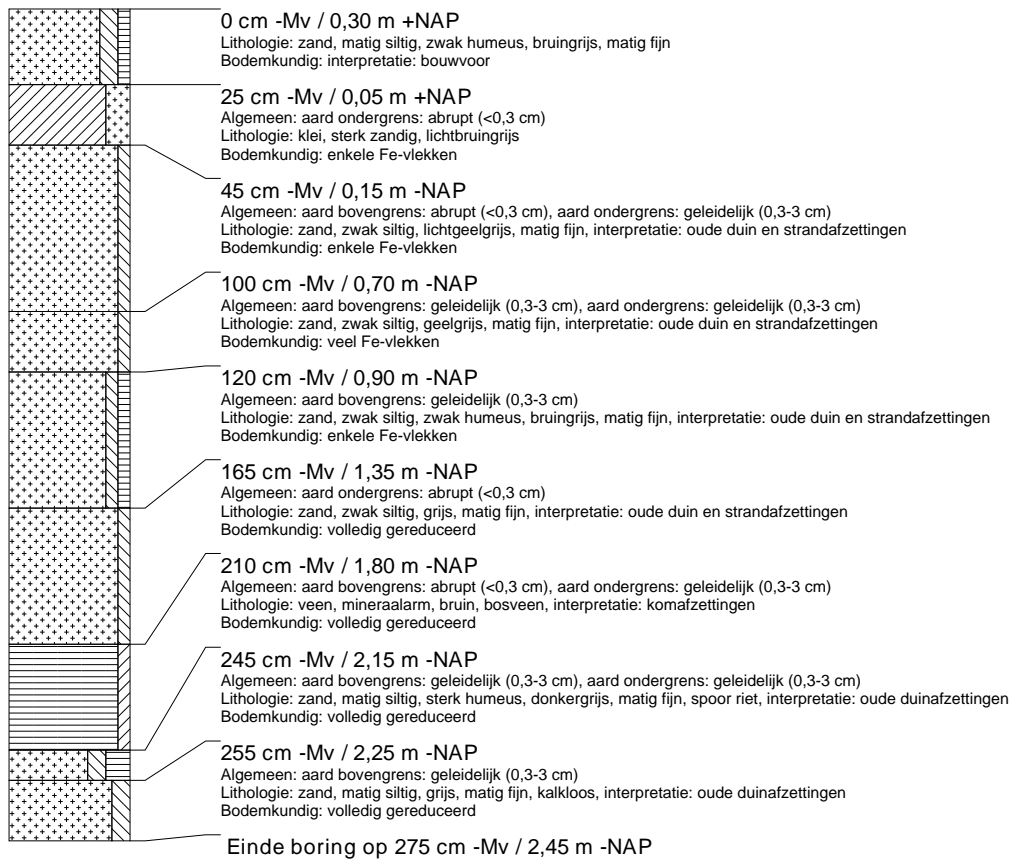 0 cm -Mv / 0,30 m +NAP
Lithologie: zand, matig siltig, zwak humeus, bruingrijs, matig fijn
Bodemkundig: interpretatie: bouwvoor
25 cm -Mv / 0,05 m +NAP
Algemeen: aard ondergrens: abrupt (<0,3 cm)
Lithologie: klei, sterk zandig, lichtbruingrijs
Bodemkundig: enkele Fe-vlekken
45 cm -Mv / 0,15 m -NAP
Algemeen: aard bovengrens: abrupt (<0,3 cm), aard ondergrens: geleidelijk (0,3-3 cm)
Lithologie: zand, zwak siltig, lichtgeelgrijs, matig fijn, interpretatie: oude duin en strandafzettingen
Bodemkundig: enkele Fe-vlekken
100 cm -Mv / 0,70 m -NAP
Algemeen: aard bovengrens: geleidelijk (0,3-3 cm), aard ondergrens: geleidelijk (0,3-3 cm)
Lithologie: zand, zwak siltig, geelgrijs, matig fijn, interpretatie: oude duin en strandafzettingen
Bodemkundig: veel Fe-vlekken
120 cm -Mv / 0,90 m -NAP
Algemeen: aard bovengrens: geleidelijk (0,3-3 cm)
Lithologie: zand, zwak siltig, zwak humeus, bruingrijs, matig fijn, interpretatie: oude duin en strandafzettingen
Bodemkundig: enkele Fe-vlekken
165 cm -Mv / 1,35 m -NAP
Algemeen: aard ondergrens: abrupt (<0,3 cm)
Lithologie: zand, zwak siltig, grijs, matig fijn, interpretatie: oude duin en strandafzettingen
Bodemkundig: volledig gereduceerd
210 cm -Mv / 1,80 m -NAP
Algemeen: aard bovengrens: abrupt (<0,3 cm), aard ondergrens: geleidelijk (0,3-3 cm)
Lithologie: veen, mineraalarm, bruin, bosveen, interpretatie: komafzettingen
Bodemkundig: volledig gereduceerd
245 cm -Mv / 2,15 m -NAP
Algemeen: aard bovengrens: geleidelijk (0,3-3 cm), aard ondergrens: geleidelijk (0,3-3 cm)
Lithologie: zand, matig siltig, sterk humeus, donkergrijs, matig fijn, spoor riet, interpretatie: oude duinafzettingen
Bodemkundig: volledig gereduceerd
255 cm -Mv / 2,25 m -NAP
Algemeen: aard bovengrens: geleidelijk (0,3-3 cm)
Lithologie: zand, matig siltig, grijs, matig fijn, kalkloos, interpretatie: oude duinafzettingen
Bodemkundig: volledig gereduceerd
Einde boring op 275 cm -Mv / 2,45 m -NAP